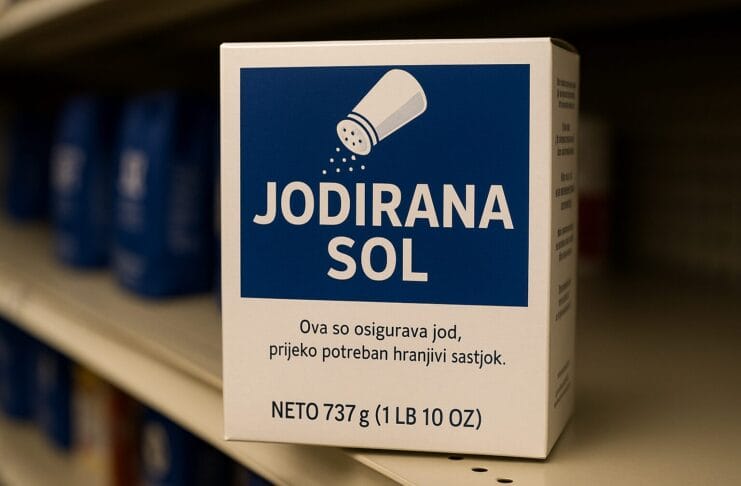 JODIRANA
SOL
Ova so osigurava jod,
prijeko potreban hranjivi sastjok.
NETO 737 g (1 LB 10 OZ)